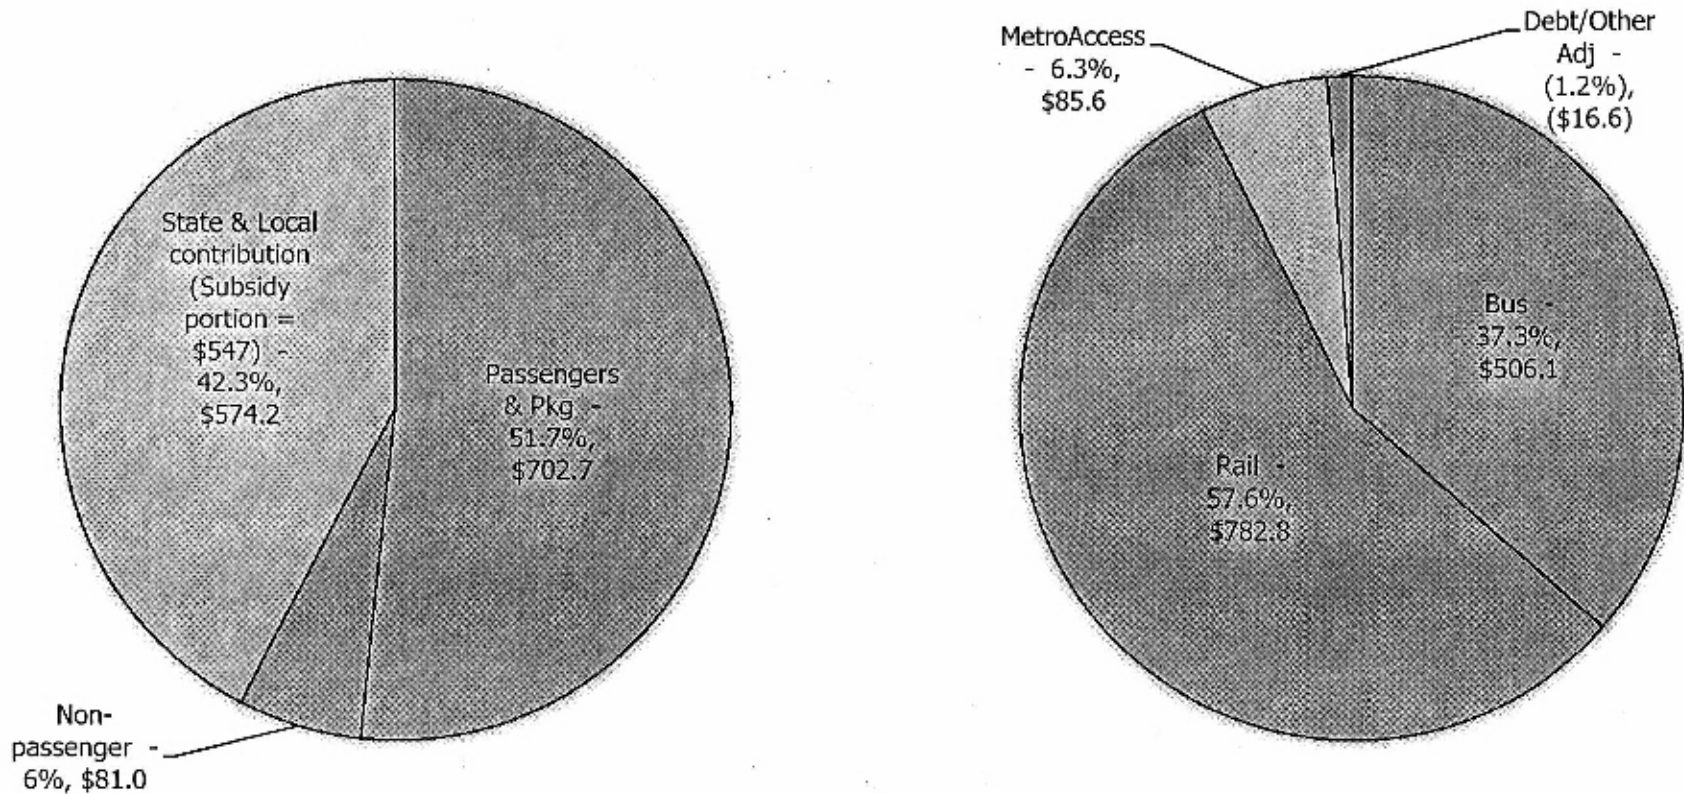 State & Local
contribution
(Subsidy
portion =
$547) -
42.3%,
$574.2
Passengers
& Pkg -
51.7%,
$702.7
Non-
passenger -
6%, $81.0
MetroAccess
- 6.3%,
$85.6
Debt/Other
Adj -
(1.2%),
($16.6)
Bus -
37.3%,
$506.1
Rail -
57.6%,
$782.8